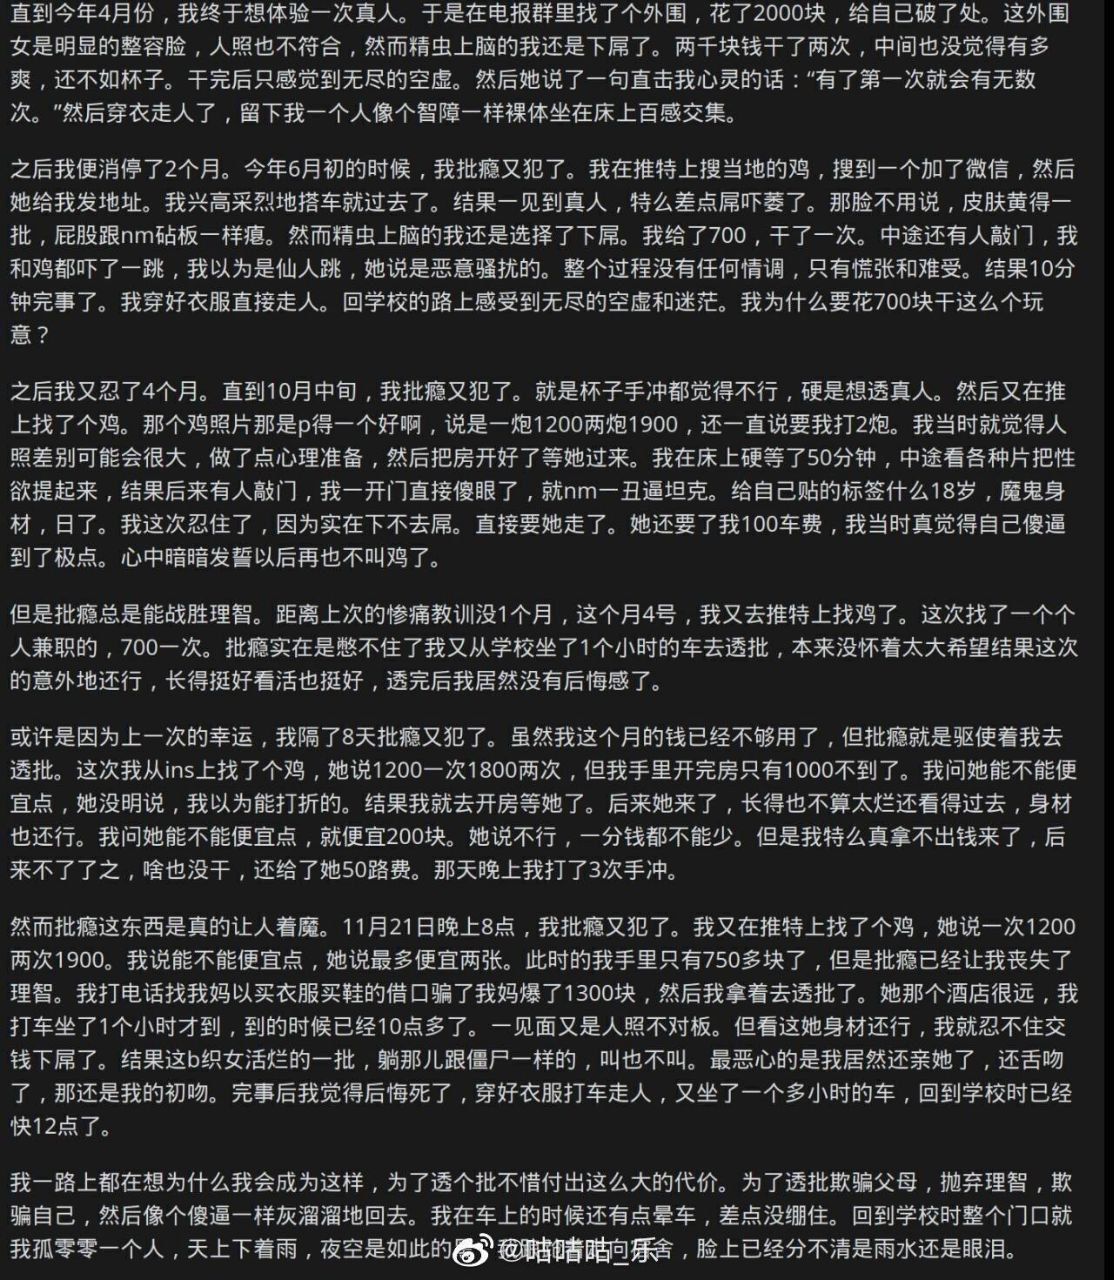 直到今年4月份，我终于想体验一次真人。于是在电报群里找了个外围，花了2000块，给自己破了处。这外围
女是明显的整容脸，人照也不符合，然而精虫上脑的我还是下屌了。两千块钱干了两次，中间也没觉得有多
爽，还不如杯子。干完后只感觉到无尽的空虚。然后她说了一句直击我心灵的话：“有了第一次就会有无数
次。”然后穿衣走人了，留下我一个人像个智障一样裸体坐在床上百感交集。
之后我便消停了2个月。今年6月初的时候，我批瘾又犯了。我在推特上搜当地的鸡，搜到一个加了微信，然后
她给我发地址。我兴高采烈地搭车就过去了。结果一见到真人，特么差点屌吓萎了。那脸不用说，皮肤黄得一
批，屁股跟nm砧板一样瘪。然而精虫上脑的我还是选择了下屌。我给了700，干了一次。中途还有人敲门，我
和鸡都吓了一跳，我以为是仙人跳，她说是恶意骚扰的。整个过程没有任何情调，只有慌张和难受。结果10分
钟完事了。我穿好衣服直接走人。回学校的路上感受到无尽的空虚和迷茫。我为什么要花700块干这么个玩
意？
之后我又忍了4个月。直到10月中旬，我批瘾又犯了。就是杯子手冲都觉得不行，硬是想透真人。然后又在推
上找了个鸡。那个鸡照片那是p得一个好啊，说是一炮1200两炮1900，还一直说要我打2炮。我当时就觉得人
照差别可能会很大，做了点心理准备，然后把房开好了等她过来。我在床上硬等了50分钟，中途看各种片把性
欲提起来，结果后来有人敲门，我一开门直接傻眼了，就nm一丑逼坦克。给自己贴的标签什么18岁，魔鬼身
材，日了。我这次忍住了，因为实在下不去屌。直接要她走了。她还要了我100车费，我当时真觉得自己傻逼
到了极点。心中暗暗发誓以后再也不叫鸡了。
但是批瘾总是能战胜理智。距离上次的惨痛教训没1个月，这个月4号，我又去推特上找鸡了。这次找了一个个
人兼职的，700一次。批瘾实在是憋不住了我又从学校坐了1个小时的车去透批，本来没怀着太大希望结果这次
的意外地还行，长得挺好看活也挺好，透完后我居然没有后悔感了。
或许是因为上一次的幸运，我隔了8天批瘾又犯了。虽然我这个月的钱已经不够用了，但批瘾就是驱使着我去
透批。这次我从ins上找了个鸡，她说1200一次1800两次，但我手里开完房只有1000不到了。我问她能不能便
宜点，她没明说，我以为能打折的。结果我就去开房等她了。后来她来了，长得也不算太烂还看得过去，身材
也还行。我问她能不能便宜点，就便宜200块。她说不行，一分钱都不能少。但是我特么真拿不出钱来了，后
来不了了之，啥也没干，还给了她50路费。那天晚上我打了3次手冲。
然而批瘾这东西是真的让人着魔。11月21日晚上8点，我批瘾又犯了。我又在推特上找了个鸡，她说一次1200
两次1900。我说能不能便宜点，她说最多便宜两张。此时的我手里只有750多块了，但是批瘾已经让我丧失了
理智。我打电话找我妈以买衣服买鞋的借口骗了我妈爆了1300块，然后我拿着去透批了。她那个酒店很远，我
打车坐了1个小时才到，到的时候已经10点多了。一见面又是人照不对板。但看这她身材还行，我就忍不住交
钱下屌了。结果这b织女活烂的一批，躺那儿跟僵尸一样的，叫也不叫。最恶心的是我居然还亲她了，还舌吻
了，那还是我的初吻。完事后我觉得后悔死了，穿好衣服打车走人，又坐了一个多小时的车，回到学校时已经
快12点了。
我一路上都在想为什么我会成为这样，为了透个批不惜付出这么大的代价。为了透批欺骗父母，抛弃理智，欺
骗自己，然后像个傻逼一样灰溜溜地回去。我在车上的时候还有点晕车，差点没绷住。回到学校时整个门口就
我孤零零一个人，天上下着雨，夜空是如此的 向宿舍，脸上已经分不清是雨水还是眼泪。
@咕咕咕_乐